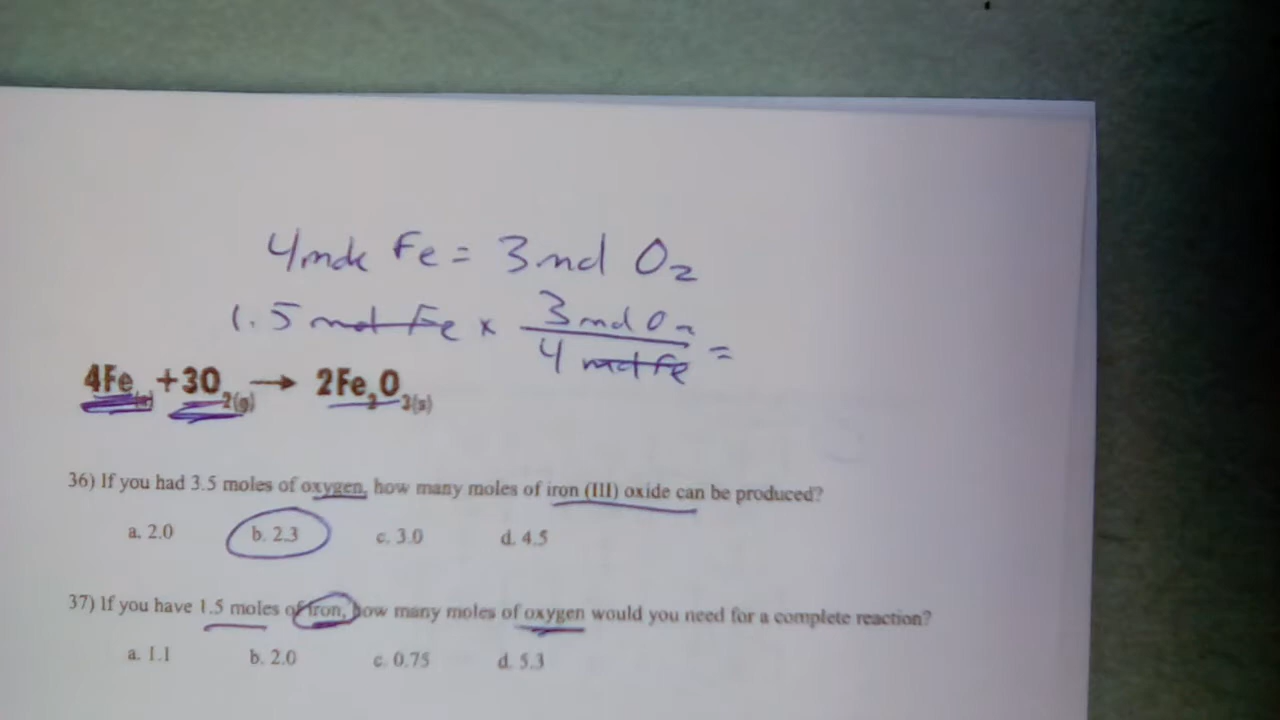 4 mole Fe = 3 mol O2
1.5 mol Fe x 3 mol O2 / 4 mol Fe =
4Fe(s) + 3O2(g) → 2Fe2O3(s)
36) If you had 3.5 moles of oxygen, how many moles of iron (III) oxide can be produced?
a. 2.0 b. 2.3 c. 3.0 d. 4.5
37) If you have 1.5 moles of iron, how many moles of oxygen would you need for a complete reaction?
a. 1.1 b. 2.0 c. 0.75 d. 5.3